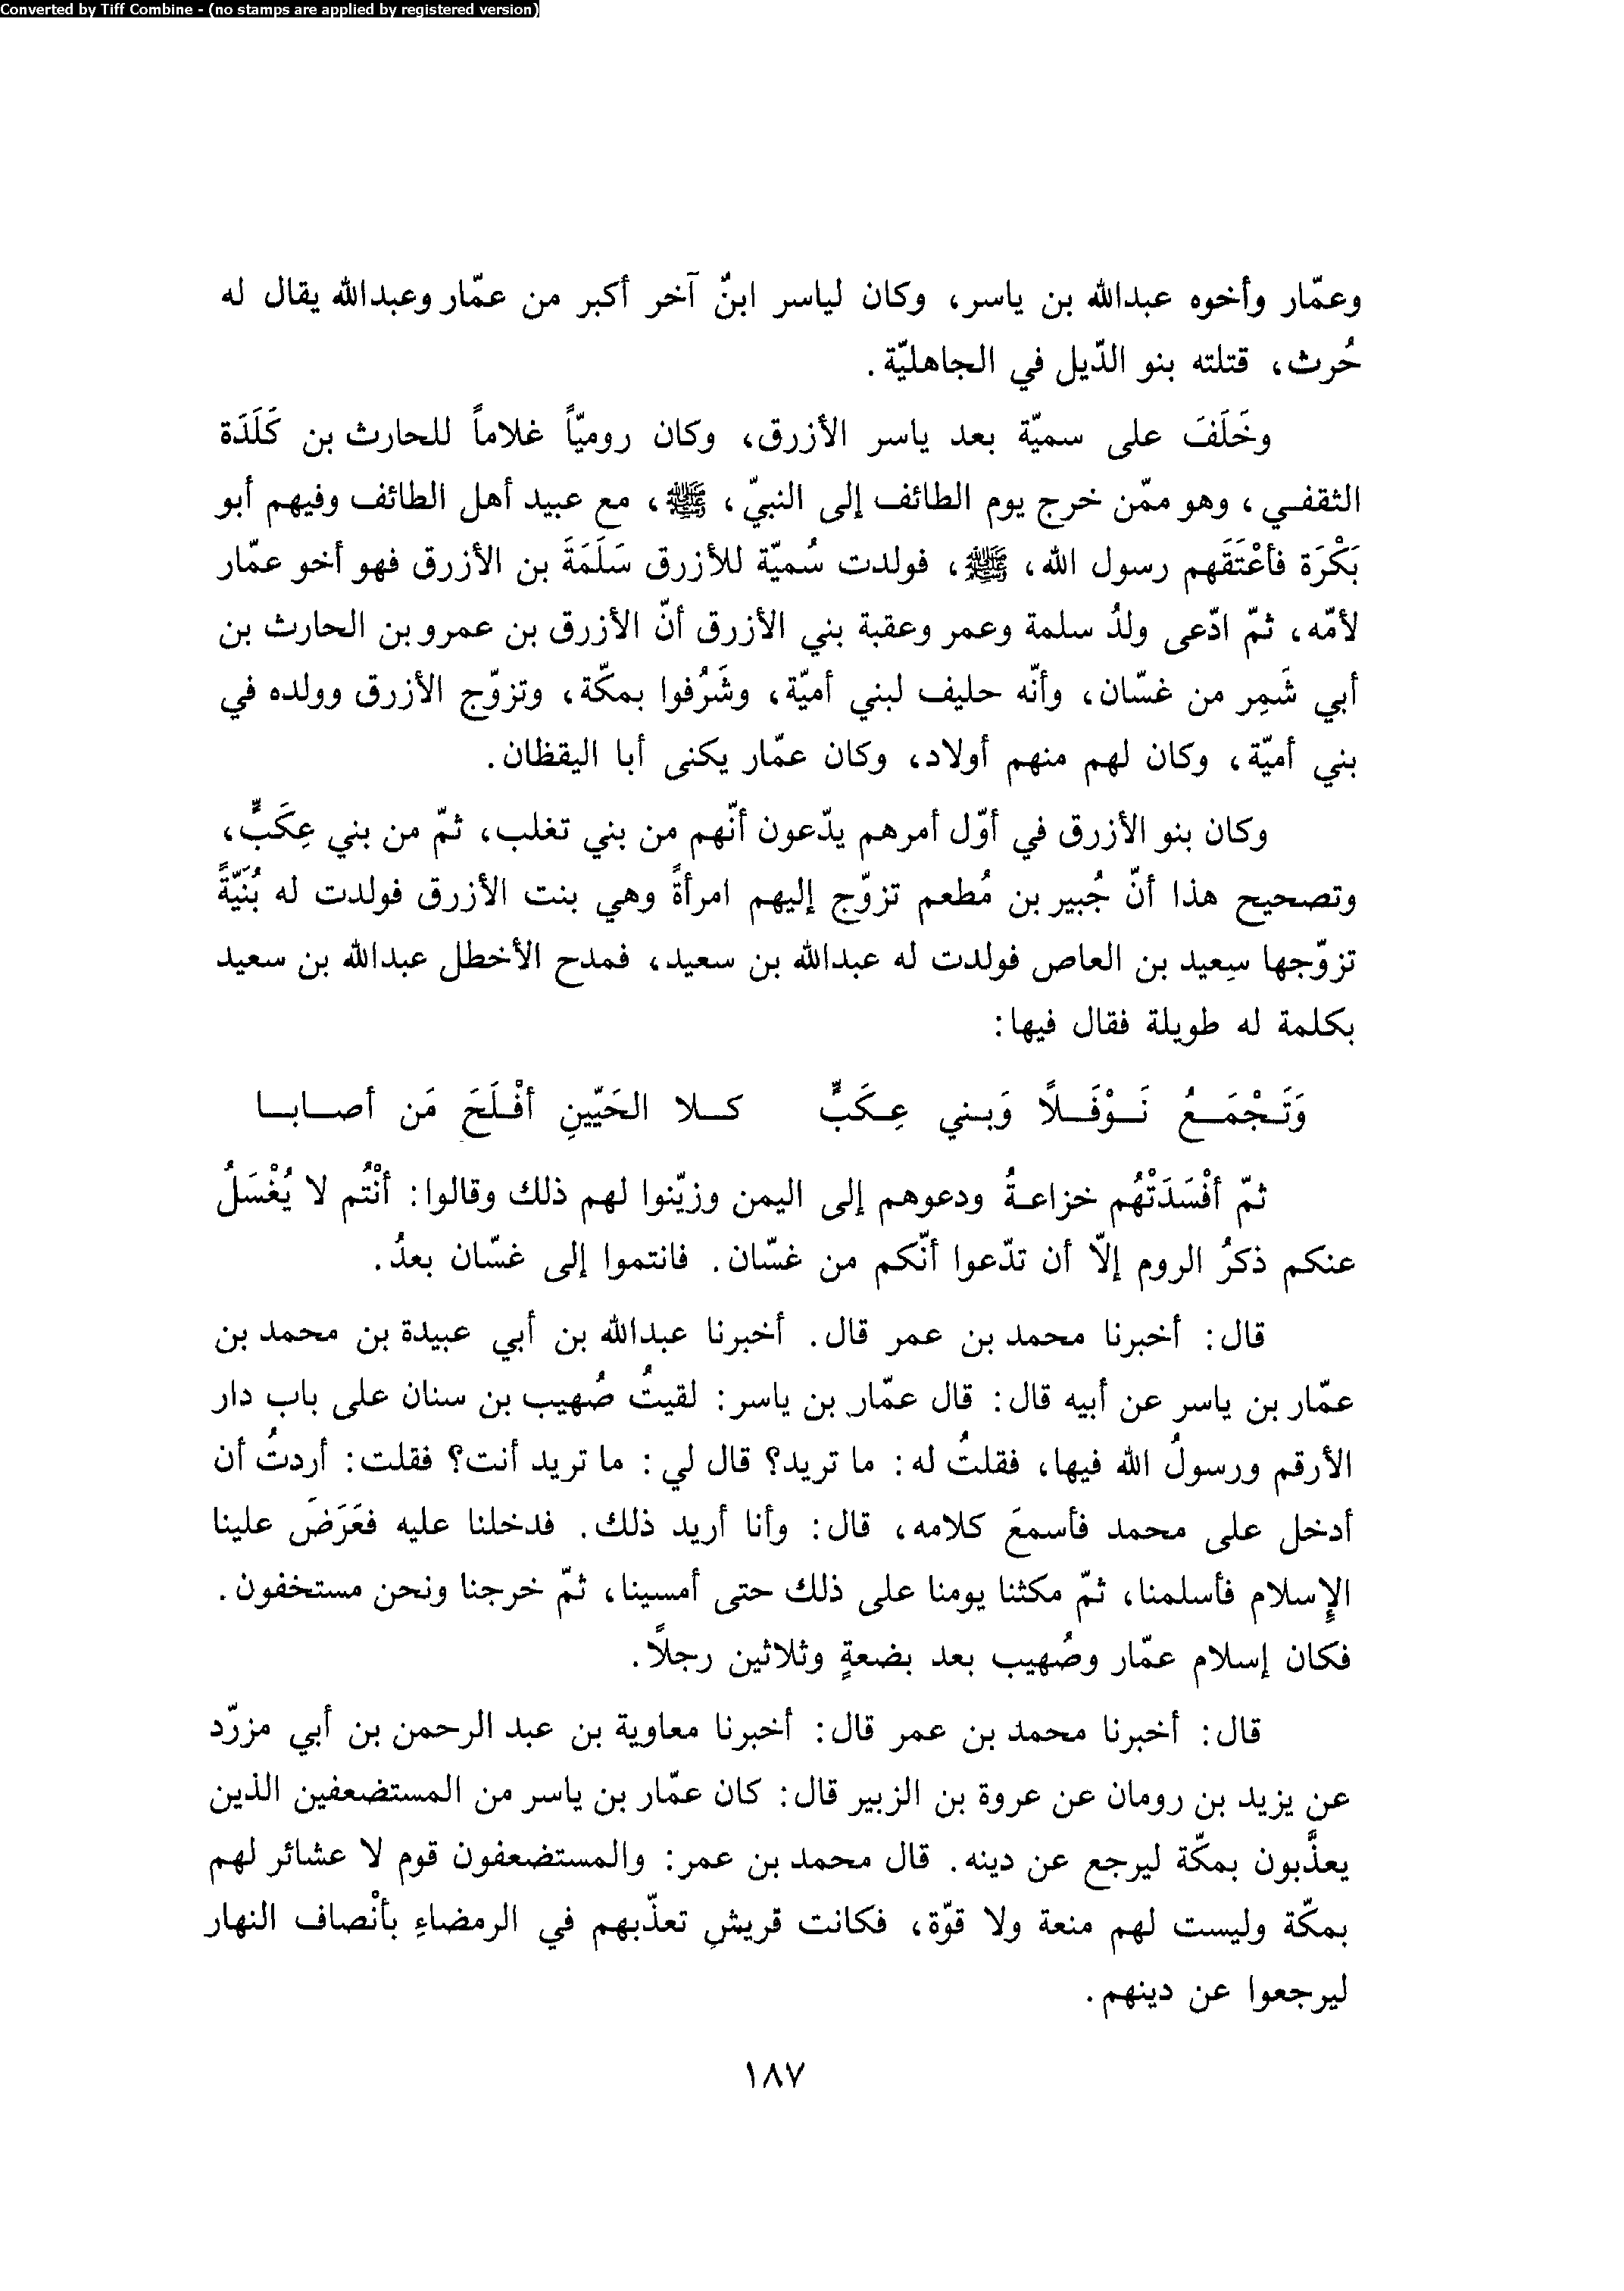 Converted by Tiff Combine - (no stamps are applied by registered version)
وعمّار وأخوه عبدالله بن ياسر، وكان لياسر ابنٌ آخر أكبر من عمّار وعبدالله يقال له
حُرث، قتلته بنو الدّيل في الجاهليّة.
وخَلَفَ على سميّة بعد ياسر الأزرق، وكان روميّاً غلاماً للحارث بن كَلَدَة
الثقفي، وهو ممّن خرج يوم الطائف إلى النبيّ، ﷺ، مع عبيد أهل الطائف وفيهم أبو
بَكْرَة فأعْتَقَهم رسول الله، ﷺ، فولدت سُميّة للأزرق سَلَمَةَ بن الأزرق فهو أخو عمّار
لأمّه، ثمّ ادّعى ولدُ سلمة وعمر وعقبة بني الأزرق أنّ الأزرق بن عمرو بن الحارث بن
أبي شَمِر من غسّان، وأنّه حليف لبني أميّة، وشَرُفوا بمكّة، وتزوّج الأزرق وولده في
بني أميّة، وكان لهم منهم أولاد، وكان عمّار يكنى أبا اليقظان.
وكان بنو الأزرق في أوّل أمرهم يدّعون أنّهم من بني تغلب، ثمّ من بني عِكَبٍّ،
وتصحيح هذا أنّ جُبير بن مُطعم تزوّج إليهم امرأةً وهي بنت الأزرق فولدت له بُنَيّةً
تزوّجها سعيد بن العاص فولدت له عبدالله بن سعيد، فمدح الأخطل عبدالله بن سعيد
بكلمة له طويلة فقال فيها:
وَتَجْمَعُ نَوْفَلاً وَبني عِكَبٍّ كلا الحَيّينِ أفْلَحَ مَن أصابا
ثمّ أفْسَدَتْهُم خزاعةُ ودعوهم إلى اليمن وزيّنوا لهم ذلك وقالوا: أنْتُم لا يُغْسَلُ
عنكم ذكرُ الروم إلاّ أن تدّعوا أنّكم من غسّان. فانتموا إلى غسّان بعدُ.
قال: أخبرنا محمد بن عمر قال. أخبرنا عبدالله بن أبي عبيدة بن محمد بن
عمّار بن ياسر عن أبيه قال: قال عمّار بن ياسر: لقيتُ صُهيب بن سنان على باب دار
الأرقم ورسولُ الله فيها، فقلتُ له: ما تريد؟ قال لي: ما تريد أنت؟ فقلت: أردتُ أن
أدخل على محمد فأسمعَ كلامه، قال: وأنا أريد ذلك. فدخلنا عليه فعَرَضَ علينا
الإسلام فأسلمنا، ثمّ مكثنا يومنا على ذلك حتى أمسينا، ثمّ خرجنا ونحن مستخفون.
فكان إسلام عمّار وصُهيب بعد بضعةٍ وثلاثين رجلاً.
قال: أخبرنا محمد بن عمر قال: أخبرنا معاوية بن عبد الرحمن بن أبي مزرّد
عن يزيد بن رومان عن عروة بن الزبير قال: كان عمّار بن ياسر من المستضعفين الذين
يعذَّبون بمكّة ليرجع عن دينه. قال محمد بن عمر: والمستضعفون قوم لا عشائر لهم
بمكّة وليست لهم منعة ولا قوّة، فكانت قريشٍ تعذّبهم في الرمضاءِ بأنْصاف النهار
ليرجعوا عن دينهم.
١٨٧